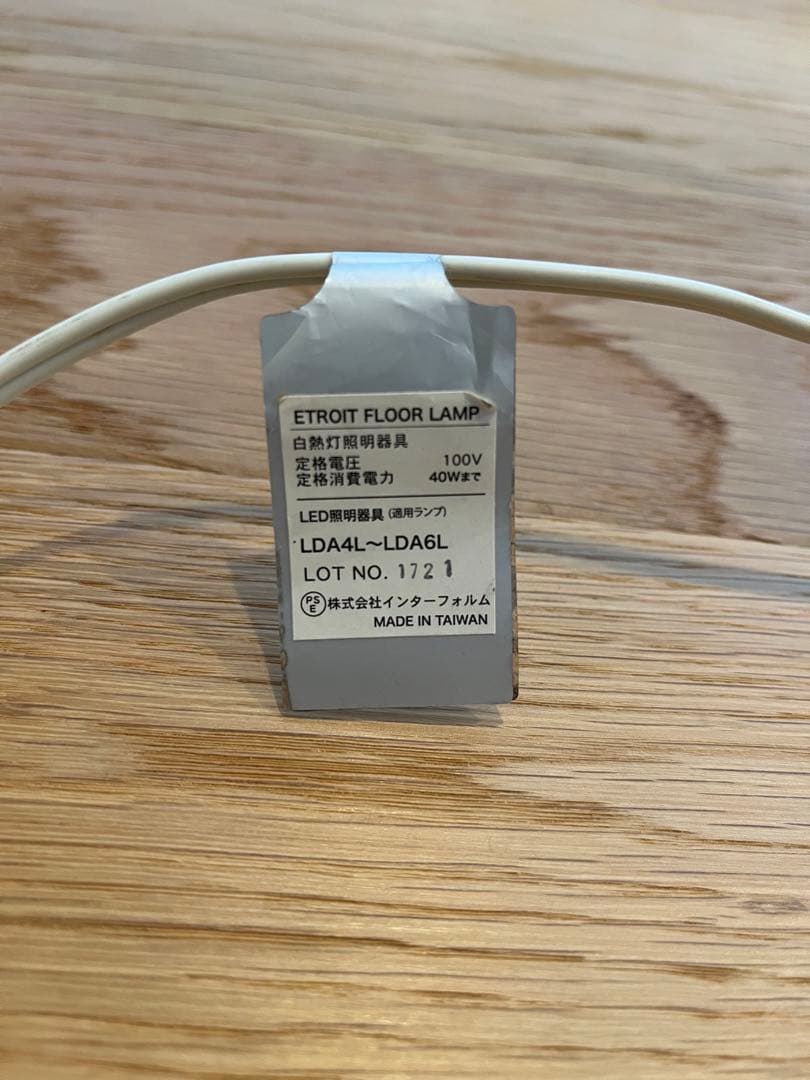 ETROIT FLOOR LAMP
白熱灯照明器具
定格電圧 100V
定格消費電力 40Wまで
LED照明器具(適用ランプ)
LDA4L〜LDA6L
LOT NO. 1721
PSE 株式会社インターフォルム
MADE IN TAIWAN